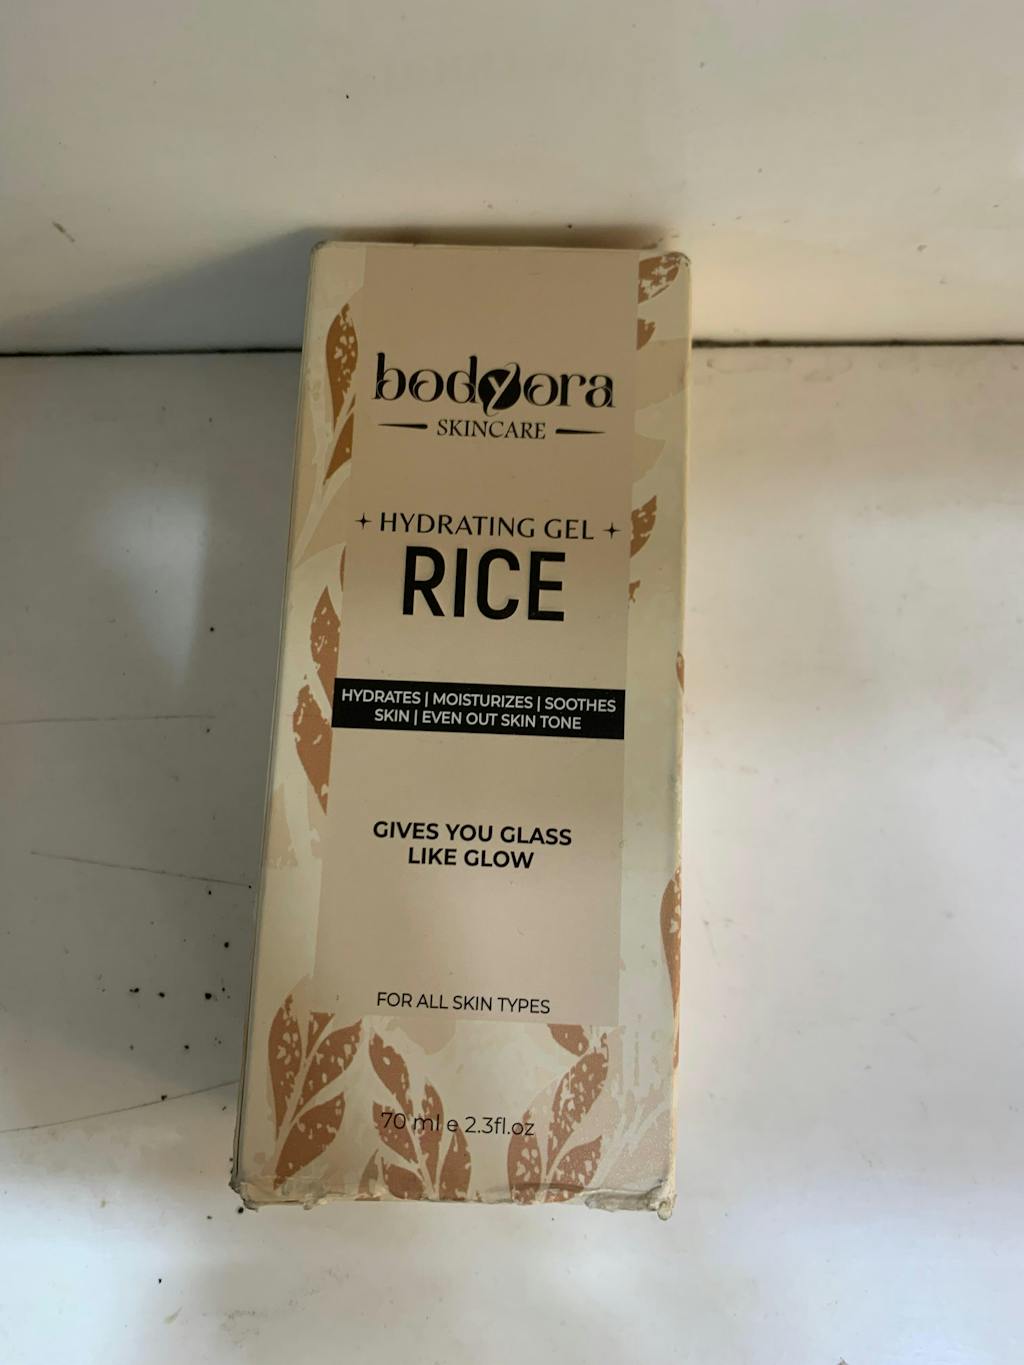 bodyora
SKINCARE
HYDRATING GEL
RICE
HYDRATES | MOISTURIZES | SOOTHES
SKIN | EVEN OUT SKIN TONE
GIVES YOU GLASS
LIKE GLOW
FOR ALL SKIN TYPES
70 ml e 2.3fl.oz